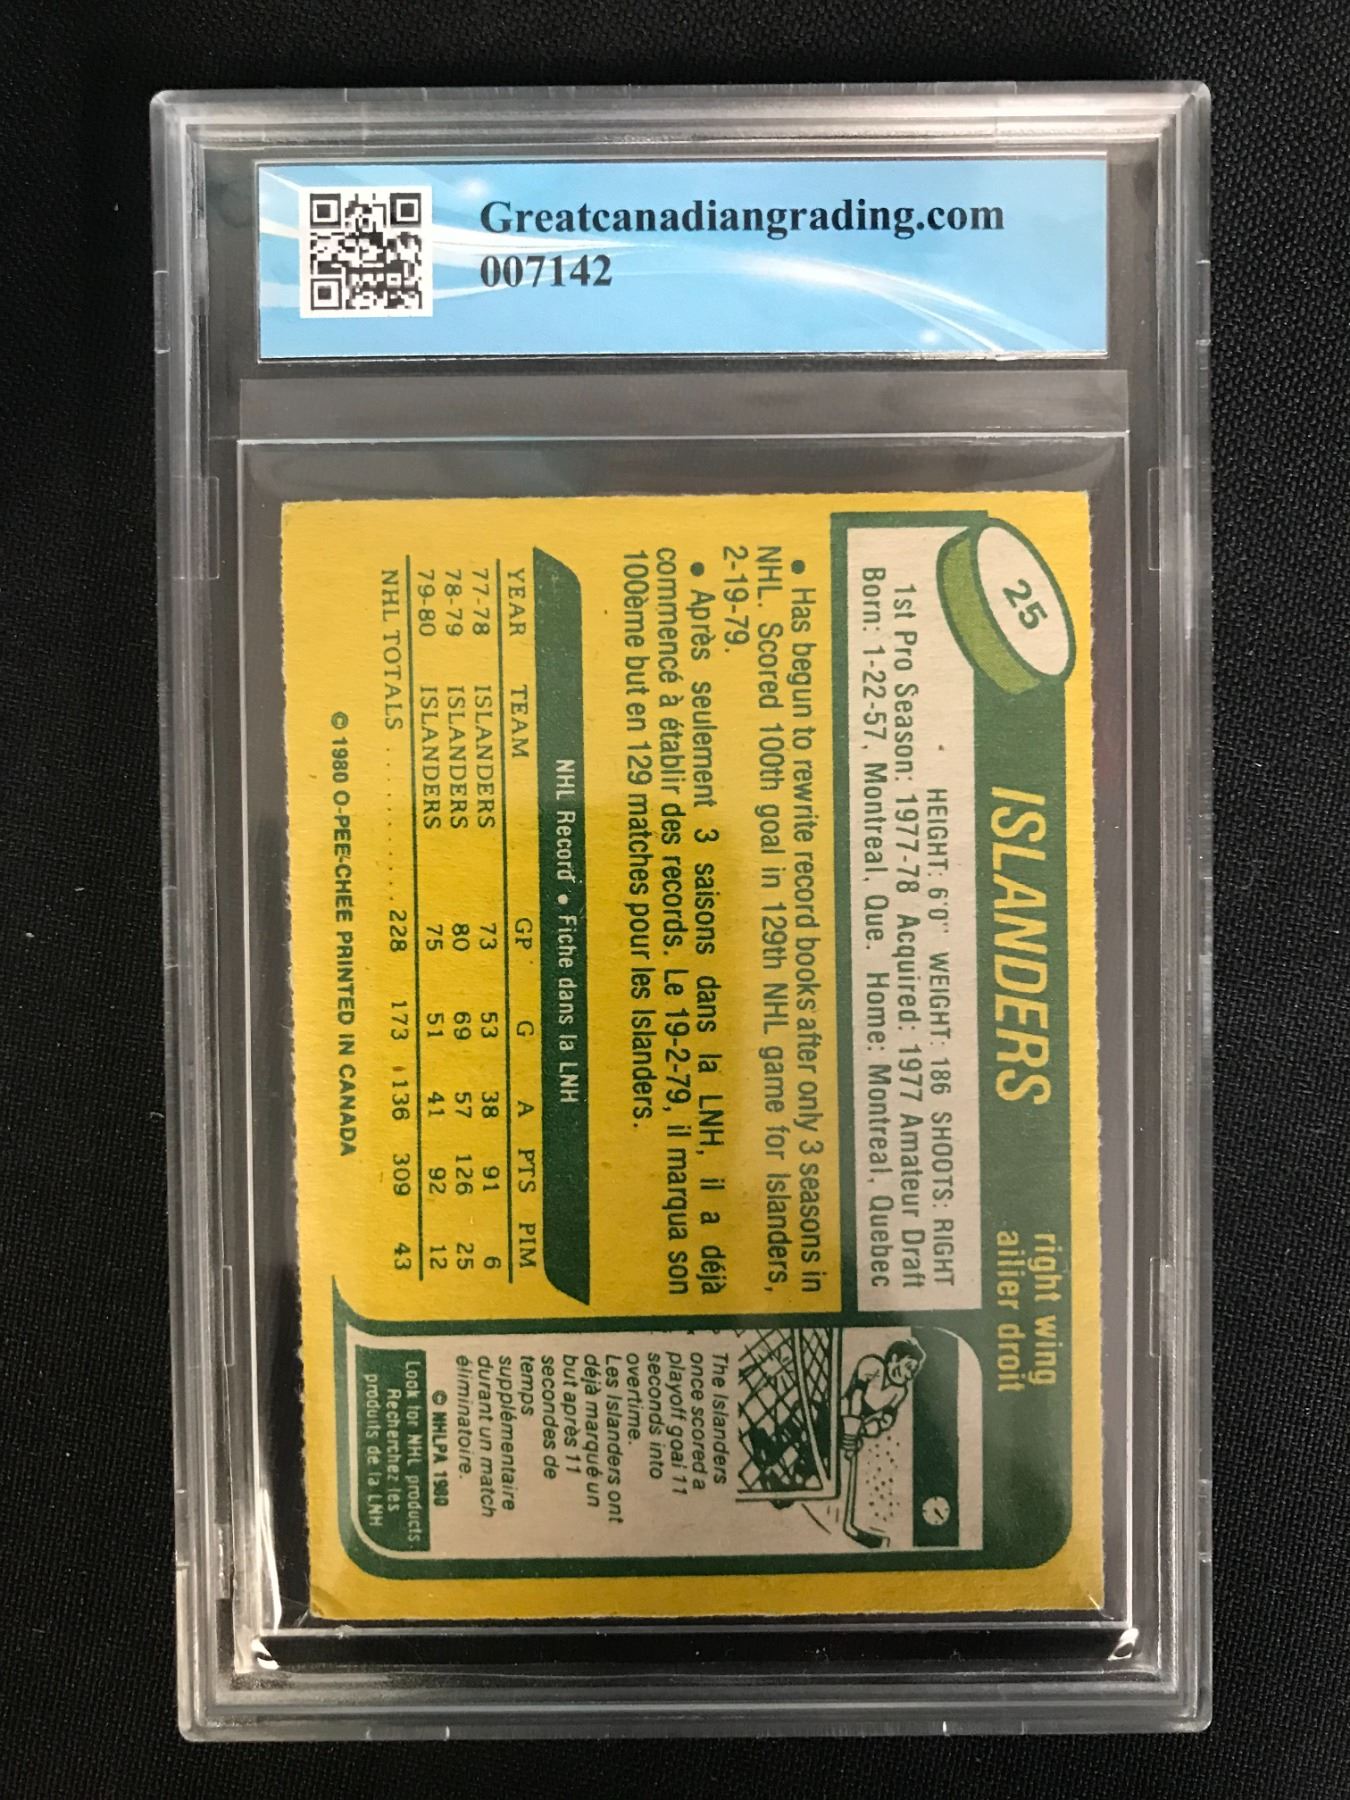 Greatcanadiangrading.com
007142
25
ISLANDERS
right wing
ailier droit
HEIGHT: 6'0" WEIGHT: 186 SHOOTS: RIGHT
1st Pro Season: 1977-78 Acquired: 1977 Amateur Draft
Born: 1-22-57, Montreal, Que. Home: Montreal, Quebec
• Has begun to rewrite record books after only 3 seasons in
NHL. Scored 100th goal in 129th NHL game for Islanders,
2-19-79.
• Après seulement 3 saisons dans la LNH, il a déjà
commencé à établir des records. Le 19-2-79, il marqua son
100ème but en 129 matches pour les Islanders.
NHL Record • Fiche dans la LNH
YEAR TEAM GP G A PTS PIM
77-78 ISLANDERS 73 53 38 91 6
78-79 ISLANDERS 80 69 57 126 25
79-80 ISLANDERS 75 51 41 92 12
NHL TOTALS ........... 228 173 136 309 43
© 1980 O-PEE-CHEE PRINTED IN CANADA
The Islanders
once scored a
playoff goal 11
seconds into
overtime.
Les Islanders ont
déjà marqué un
but après 11
secondes de
temps
supplémentaire
durant un match
éliminatoire.
© NHLPA 1980
Look for NHL products
Recherchez les
produits de la LNH